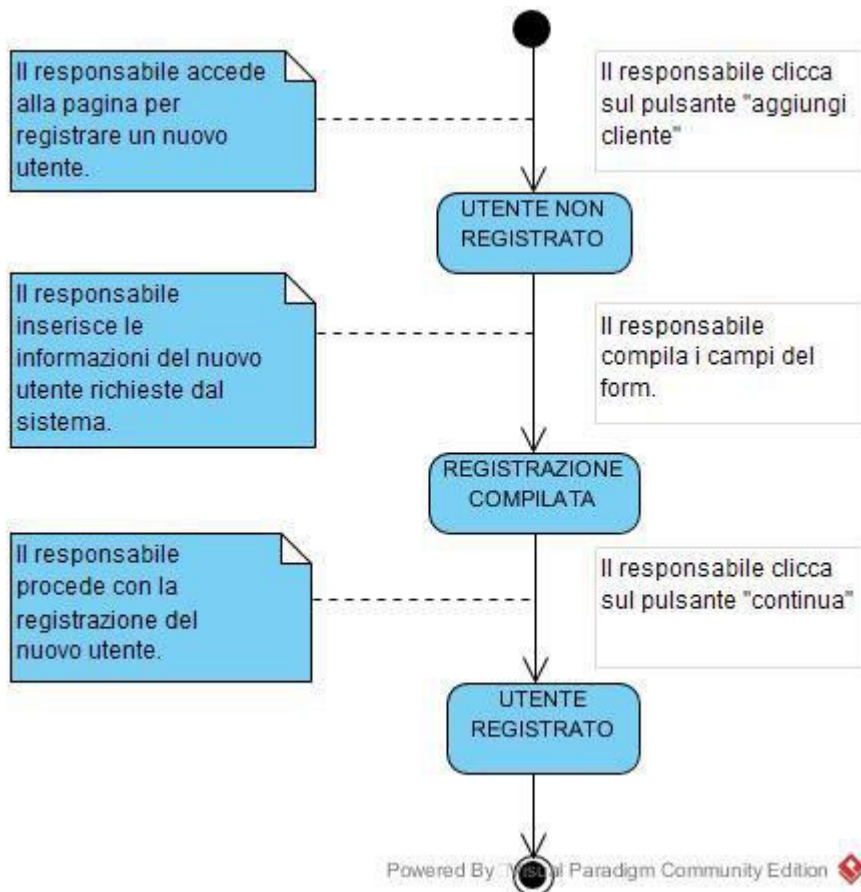 Il responsabile accede
alla pagina per
registrare un nuovo
utente.
Il responsabile clicca
sul pulsante "aggiungi
cliente"
UTENTE NON
REGISTRATO
Il responsabile
inserisce le
informazioni del nuovo
utente richieste dal
sistema.
Il responsabile
compila i campi del
form.
REGISTRAZIONE
COMPILATA
Il responsabile
procede con la
registrazione del
nuovo utente.
Il responsabile clicca
sul pulsante "continua"
UTENTE
REGISTRATO
Powered By Visual Paradigm Community Edition